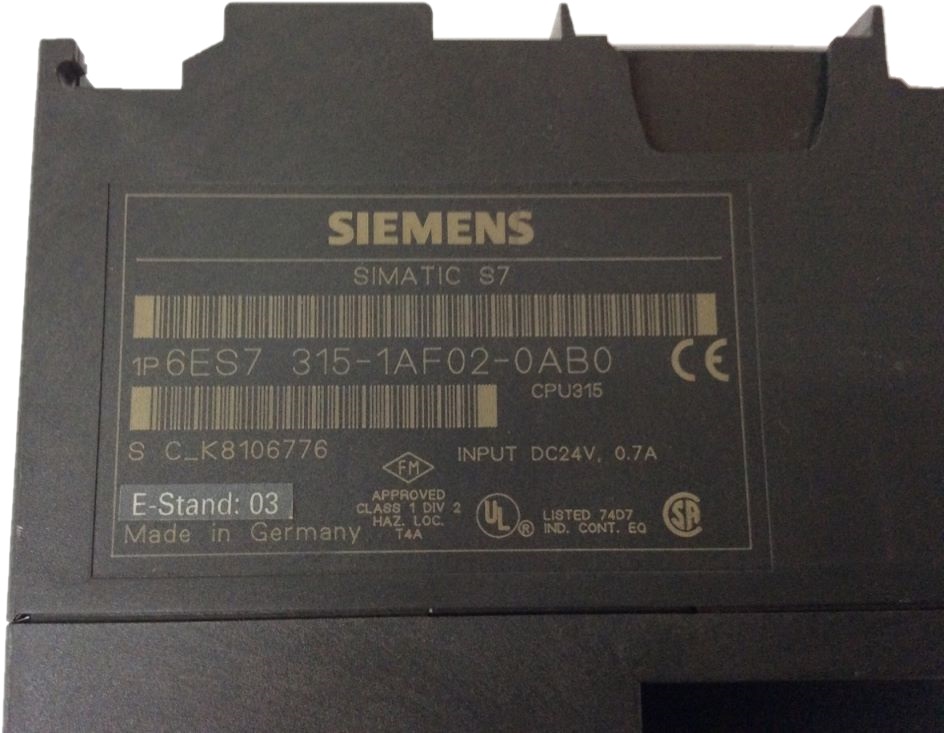 SIEMENS
SIMATIC S7
1P 6ES7 315-1AF02-0AB0
CE
CPU315
S C_K8106776
INPUT DC24V, 0.7A
FM
APPROVED
CLASS 1 DIV 2
HAZ. LOC.
T4A
E-Stand: 03
Made in Germany
UL ®
LISTED 74D7
IND. CONT. EQ
SA